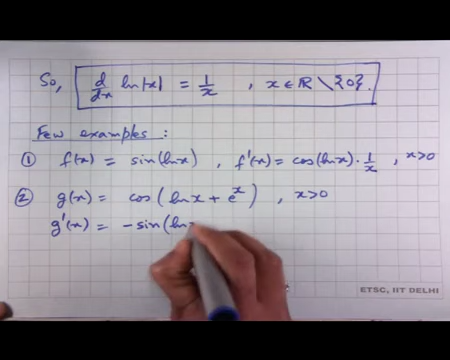 So, d/dx ln|x| = 1/x , x ∈ ℝ \ {0}.
Few examples :
① f(x) = sin(ln x) , f'(x) = cos(ln x) · 1/x , x>0
② g(x) = cos(ln x + e^x) , x>0
g'(x) = -sin(ln
ETSC, IIT DELHI